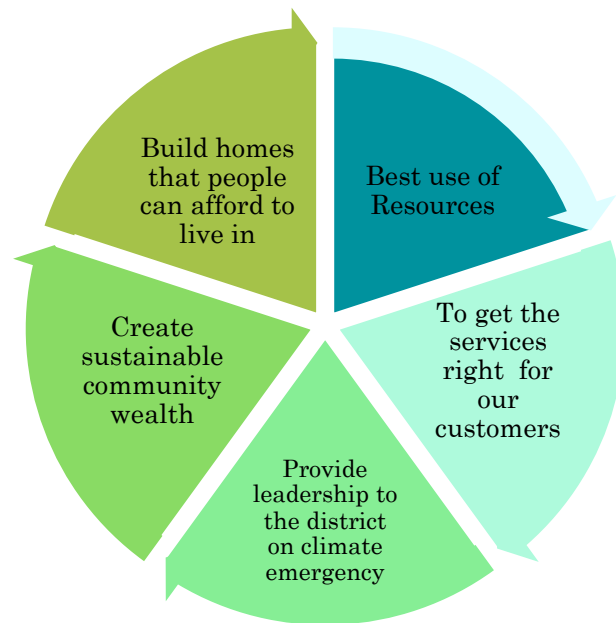 Build homes
that people
can afford to
live in
Best use of
Resources
To get the
services
right for
our
customers
Provide
leadership to
the district
on climate
emergency
Create
sustainable
community
wealth